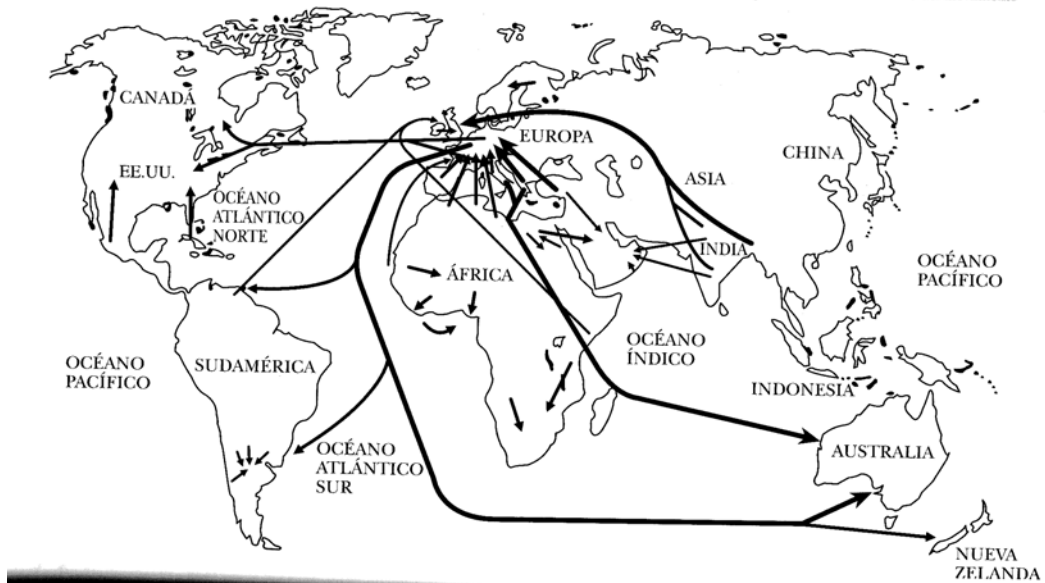 CANADÁ
EUROPA
CHINA
ASIA
EE.UU.
OCÉANO
ATLÁNTICO
NORTE
INDIA
OCÉANO
PACÍFICO
ÁFRICA
OCÉANO
ÍNDICO
OCÉANO
PACÍFICO
SUDAMÉRICA
INDONESIA
OCÉANO
ATLÁNTICO
SUR
AUSTRALIA
NUEVA
ZELANDA